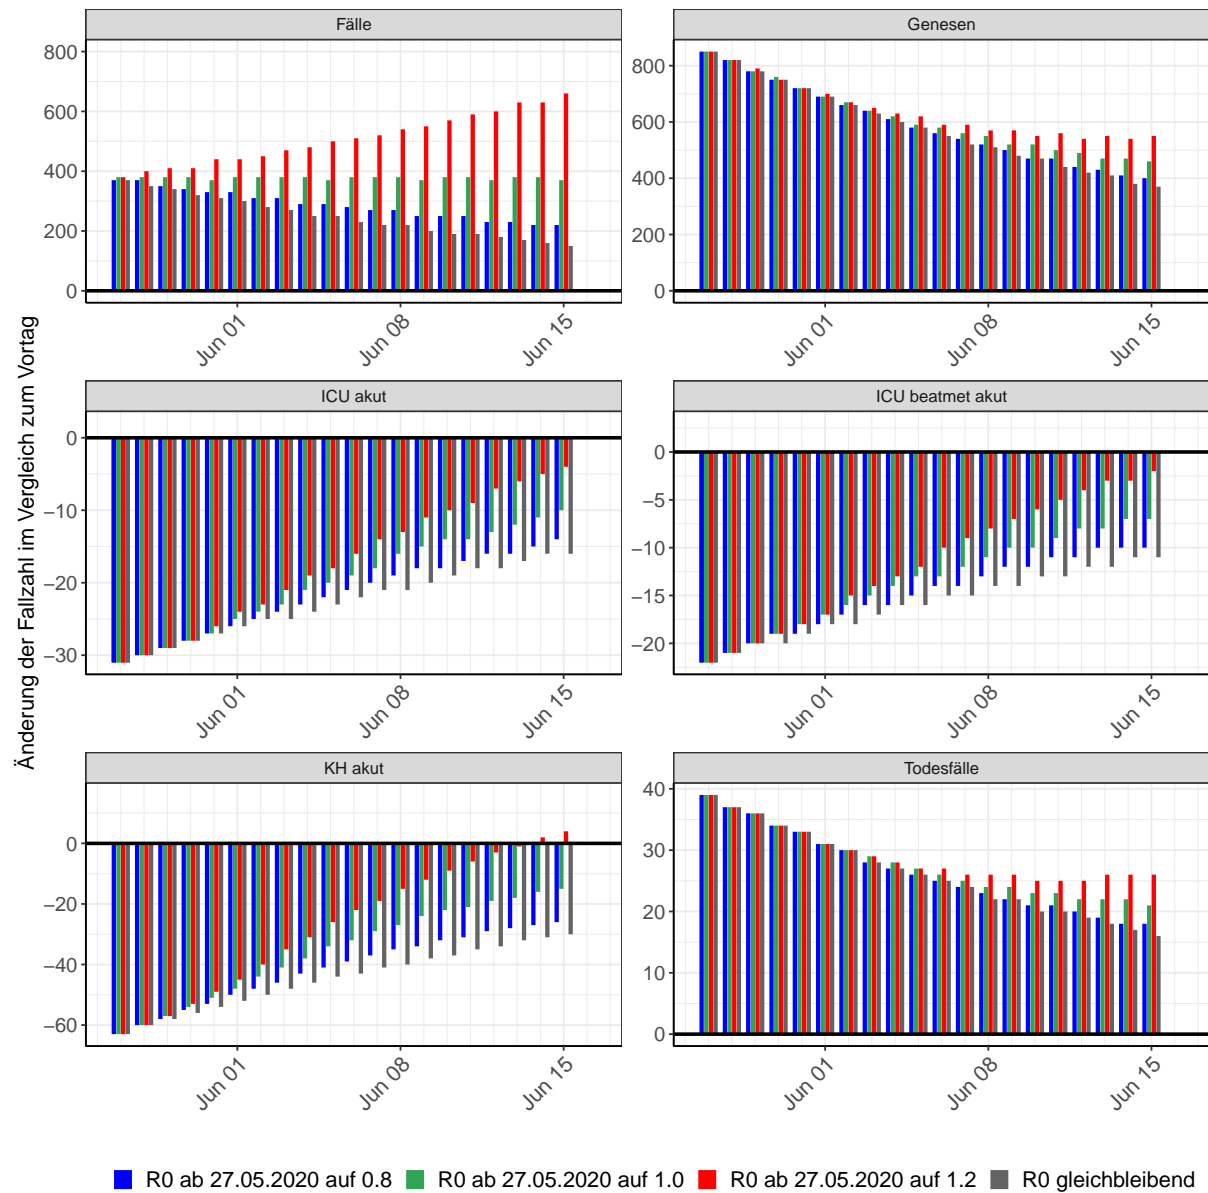 Änderung der Fallzahl im Vergleich zum Vortag
Fälle
800
600
400
200
0
Jun 01
Jun 08
Jun 15
Genesen
800
600
400
200
0
Jun 01
Jun 08
Jun 15
ICU akut
0
−10
−20
−30
Jun 01
Jun 08
Jun 15
ICU beatmet akut
0
−5
−10
−15
−20
Jun 01
Jun 08
Jun 15
KH akut
0
−20
−40
−60
Jun 01
Jun 08
Jun 15
Todesfälle
40
30
20
10
0
Jun 01
Jun 08
Jun 15
R0 ab 27.05.2020 auf 0.8 R0 ab 27.05.2020 auf 1.0 R0 ab 27.05.2020 auf 1.2 R0 gleichbleibend